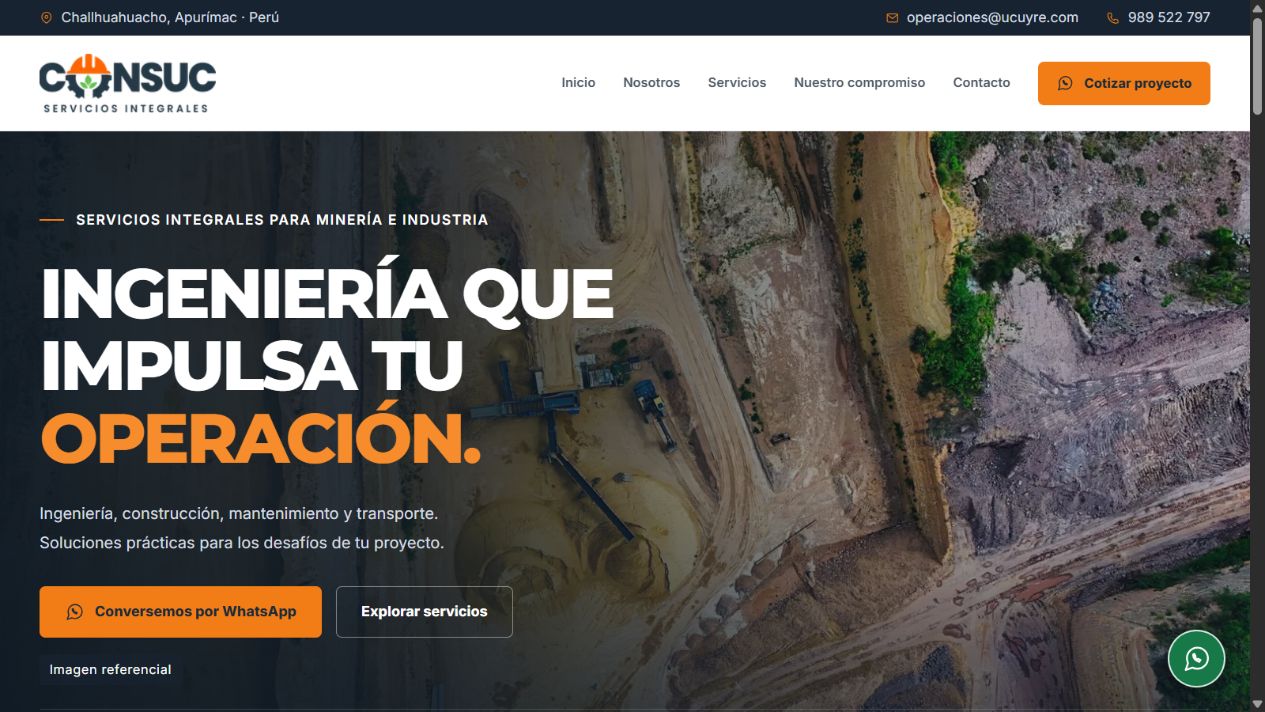 Challhuahuacho, Apurímac · Perú
operaciones@ucuyre.com
989 522 797
CONSUC
SERVICIOS INTEGRALES
Inicio
Nosotros
Servicios
Nuestro compromiso
Contacto
Cotizar proyecto
SERVICIOS INTEGRALES PARA MINERÍA E INDUSTRIA
INGENIERÍA QUE
IMPULSA TU
OPERACIÓN.
Ingeniería, construcción, mantenimiento y transporte.
Soluciones prácticas para los desafíos de tu proyecto.
Conversemos por WhatsApp
Explorar servicios
Imagen referencial